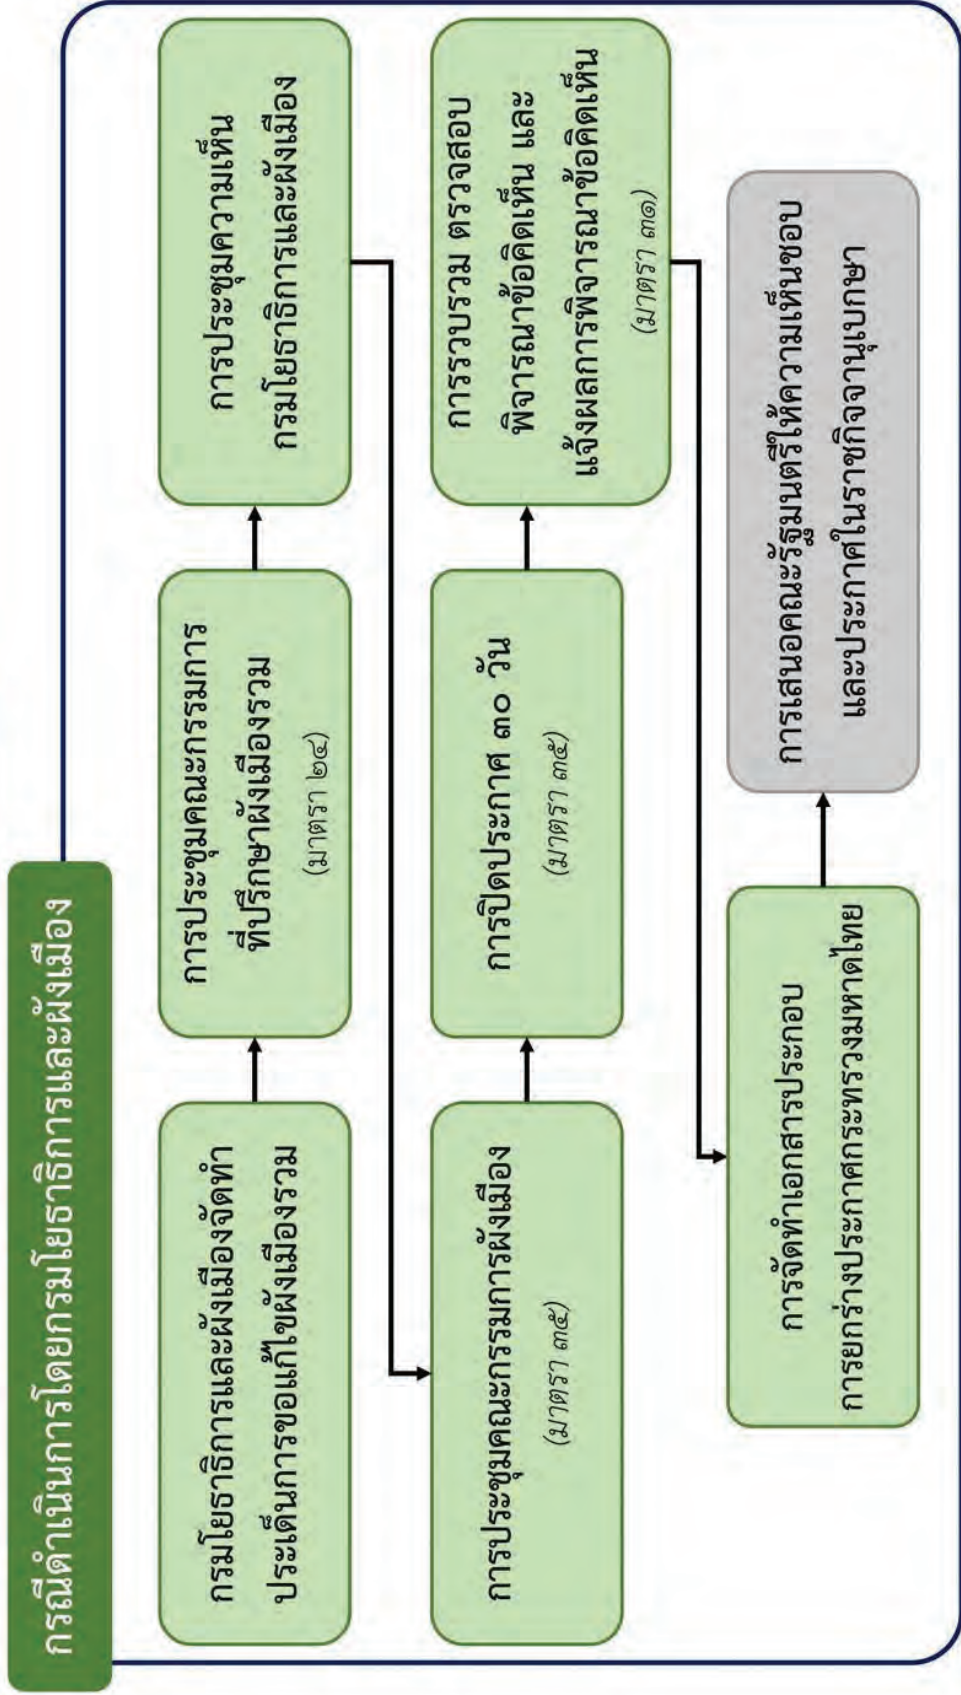 กรณีดำเนินการโดยกรมโยธาธิการและผังเมือง
กรมโยธาธิการและผังเมืองจัดทำ
ประเด็นการขอแก้ไขผังเมืองรวม
การประชุมคณะกรรมการ
ที่ปรึกษาผังเมืองรวม
(มาตรา ๒๔)
การประชุมความเห็น
กรมโยธาธิการและผังเมือง
การประชุมคณะกรรมการผังเมือง
(มาตรา ๓๕)
การปิดประกาศ ๓๐ วัน
(มาตรา ๓๕)
การรวบรวม ตรวจสอบ
พิจารณาข้อคิดเห็น และ
แจ้งผลการพิจารณาข้อคิดเห็น
(มาตรา ๓๑)
การจัดทำเอกสารประกอบ
การยกร่างประกาศกระทรวงมหาดไทย
การเสนอคณะรัฐมนตรีให้ความเห็นชอบ
และประกาศในราชกิจจานุเบกษา